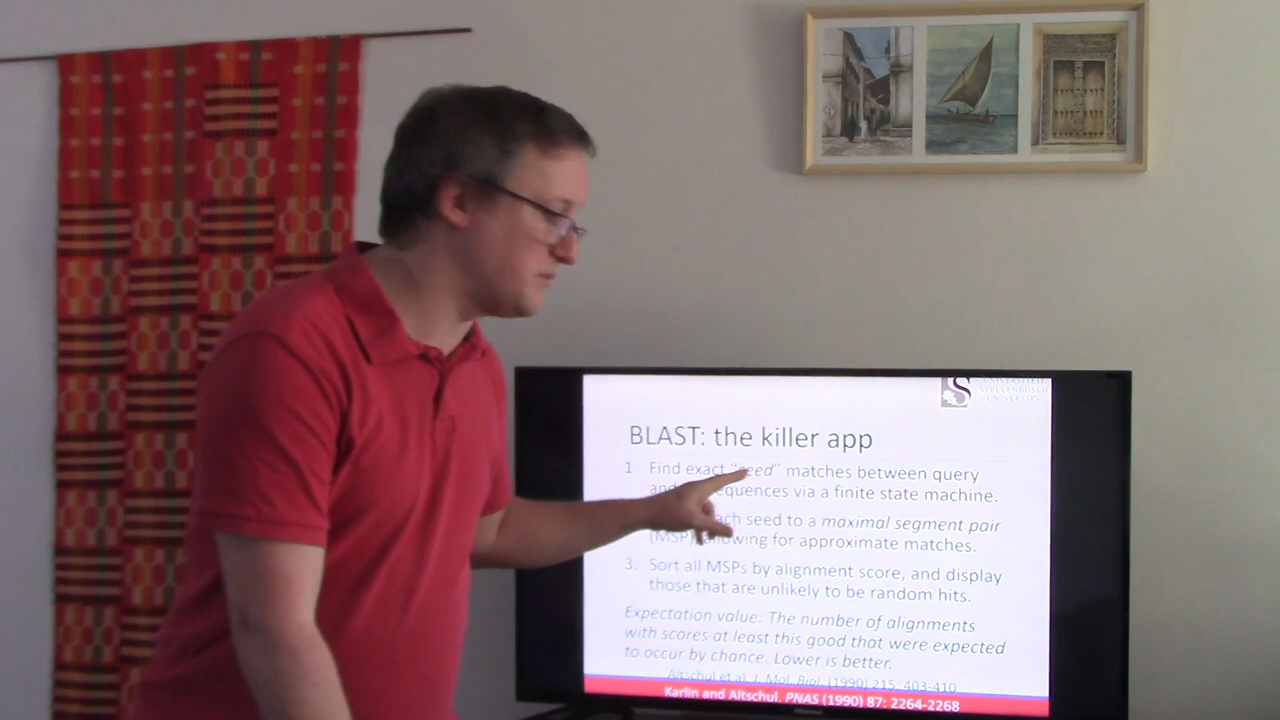 UNIVERSITEIT
STELLENBOSCH
UNIVERSITY
BLAST: the killer app
1. Find exact “seed” matches between query
sequences via a finite state machine.
each seed to a maximal segment pair
(MSP), allowing for approximate matches.
3. Sort all MSPs by alignment score, and display
those that are unlikely to be random hits.
Expectation value: The number of alignments
with scores at least this good that were expected
to occur by chance. Lower is better.
Altschul et al. J. Mol. Biol. (1990) 215: 403-410
Karlin and Altschul. PNAS (1990) 87: 2264-2268